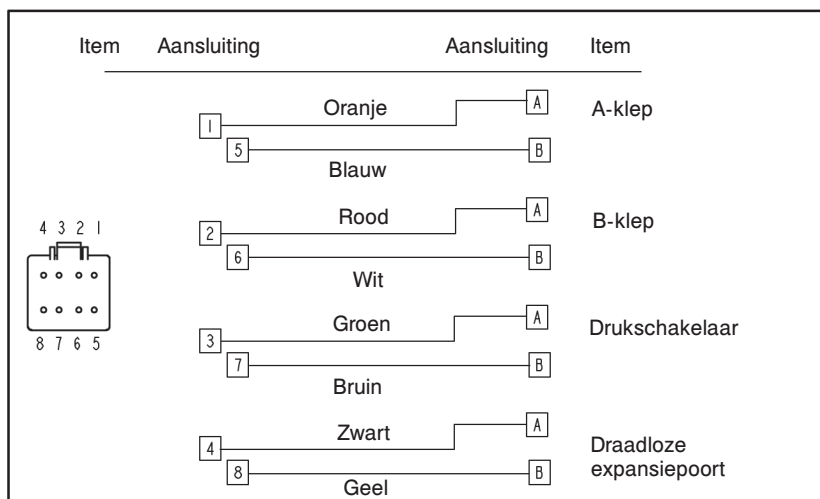 Item Aansluiting Aansluiting Item
Oranje
1 A A-klep
5 B
Blauw
Rood
2 A B-klep
6 B
Wit
4 3 2 1
8 7 6 5
Groen
3 A Drukschakelaar
7 B
Bruin
Zwart
4 A Draadloze
8 B expansiepoort
Geel